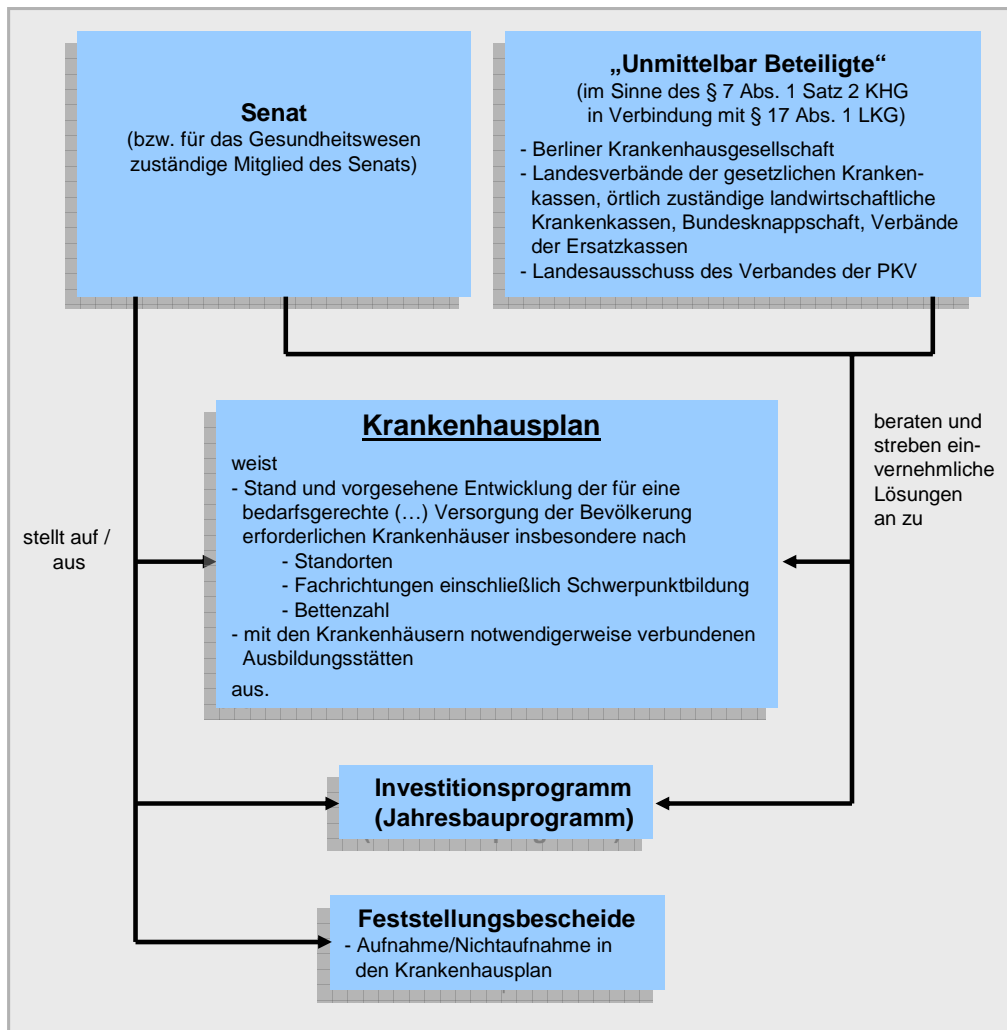 Senat
(bzw. für das Gesundheitswesen
zuständige Mitglied des Senats)
„Unmittelbar Beteiligte“
(im Sinne des § 7 Abs. 1 Satz 2 KHG
in Verbindung mit § 17 Abs. 1 LKG)
- Berliner Krankenhausgesellschaft
- Landesverbände der gesetzlichen Kranken-
kassen, örtlich zuständige landwirtschaftliche
Krankenkassen, Bundesknappschaft, Verbände
der Ersatzkassen
- Landesausschuss des Verbandes der PKV
Krankenhausplan
weist
- Stand und vorgesehene Entwicklung der für eine
bedarfsgerechte (…) Versorgung der Bevölkerung
erforderlichen Krankenhäuser insbesondere nach
- Standorten
- Fachrichtungen einschließlich Schwerpunktbildung
- Bettenzahl
- mit den Krankenhäusern notwendigerweise verbundenen
Ausbildungsstätten
aus.
beraten und
streben ein-
vernehmliche
Lösungen
an zu
stellt auf /
aus
Investitionsprogramm
(Jahresbauprogramm)
Feststellungsbescheide
- Aufnahme/Nichtaufnahme in
den Krankenhausplan